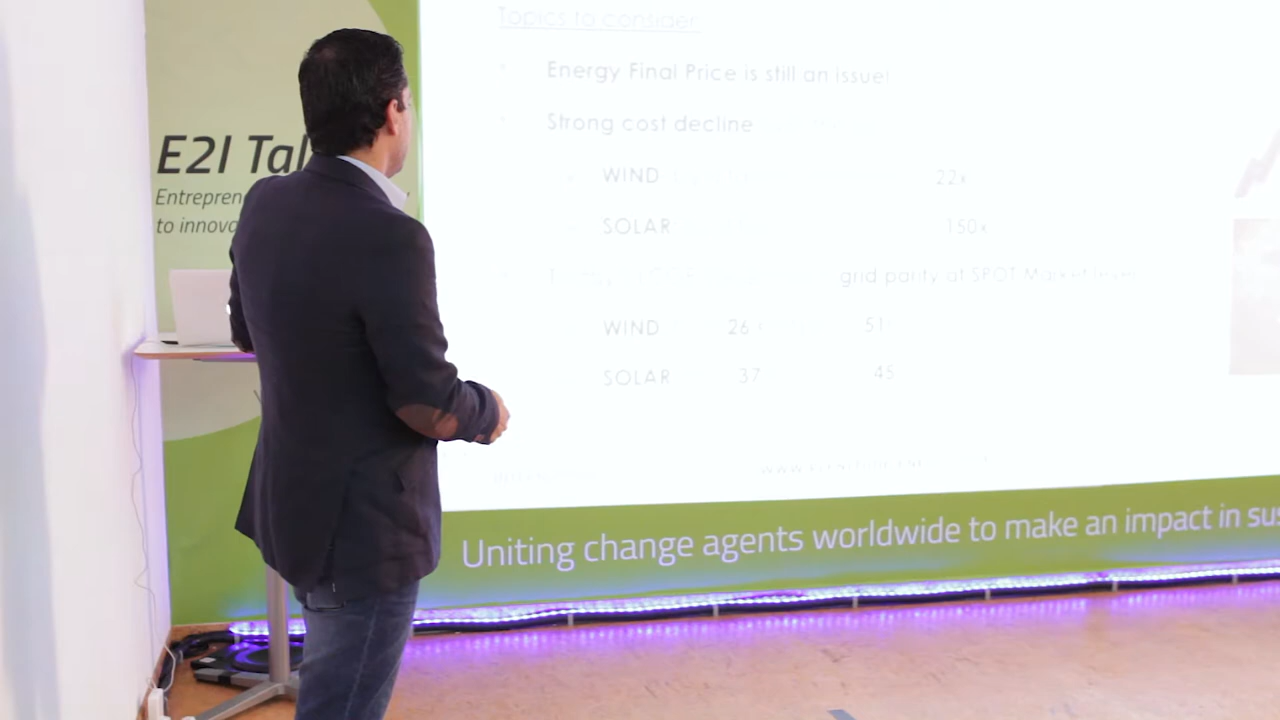 E2I
Entrepren
to innova
Topics to consider
Energy Final Price is still an issue!
Strong cost decline
WIND 22x
SOLAR 150x
grid parity at SPOT Market level
WIND 26 51
SOLAR 37 45
Uniting change agents worldwide to make an impact in sus